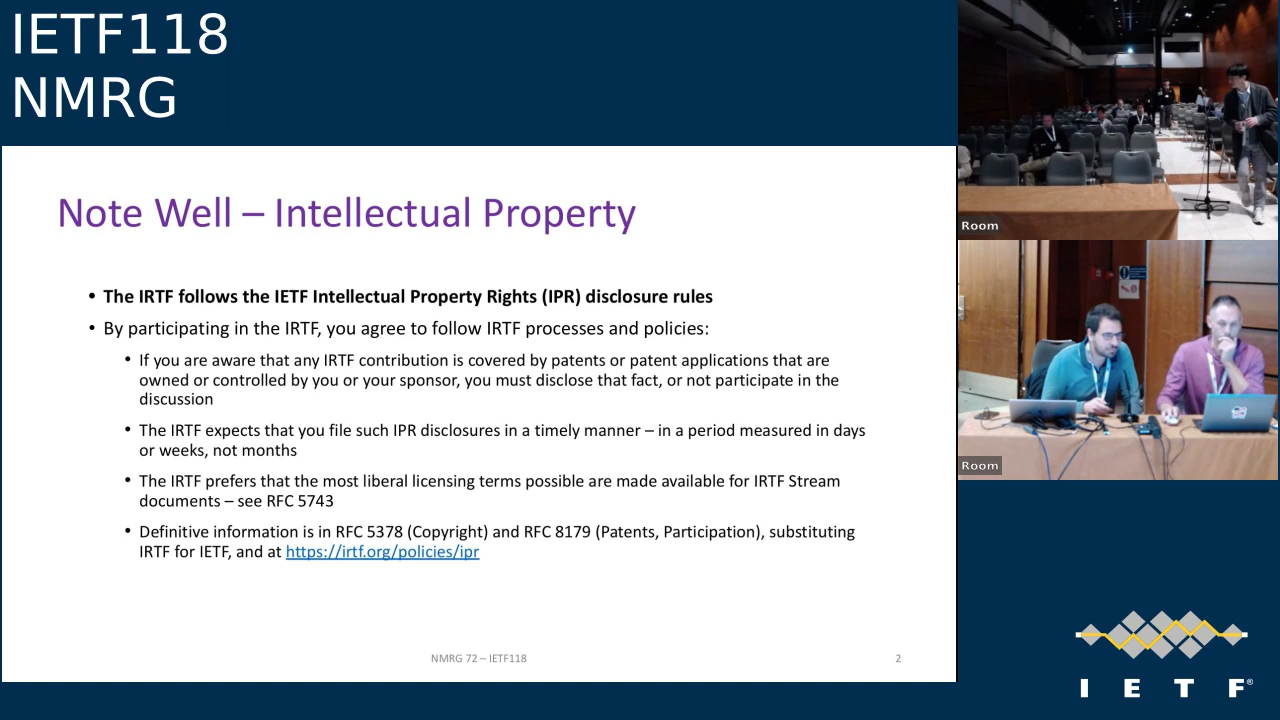 IETF118
NMRG
Note Well – Intellectual Property
• The IRTF follows the IETF Intellectual Property Rights (IPR) disclosure rules
• By participating in the IRTF, you agree to follow IRTF processes and policies:
• If you are aware that any IRTF contribution is covered by patents or patent applications that are
owned or controlled by you or your sponsor, you must disclose that fact, or not participate in the
discussion
• The IRTF expects that you file such IPR disclosures in a timely manner – in a period measured in days
or weeks, not months
• The IRTF prefers that the most liberal licensing terms possible are made available for IRTF Stream
documents – see RFC 5743
• Definitive information is in RFC 5378 (Copyright) and RFC 8179 (Patents, Participation), substituting
IRTF for IETF, and at https://irtf.org/policies/ipr
NMRG 72 – IETF118
2
Room
Room
I E T F®